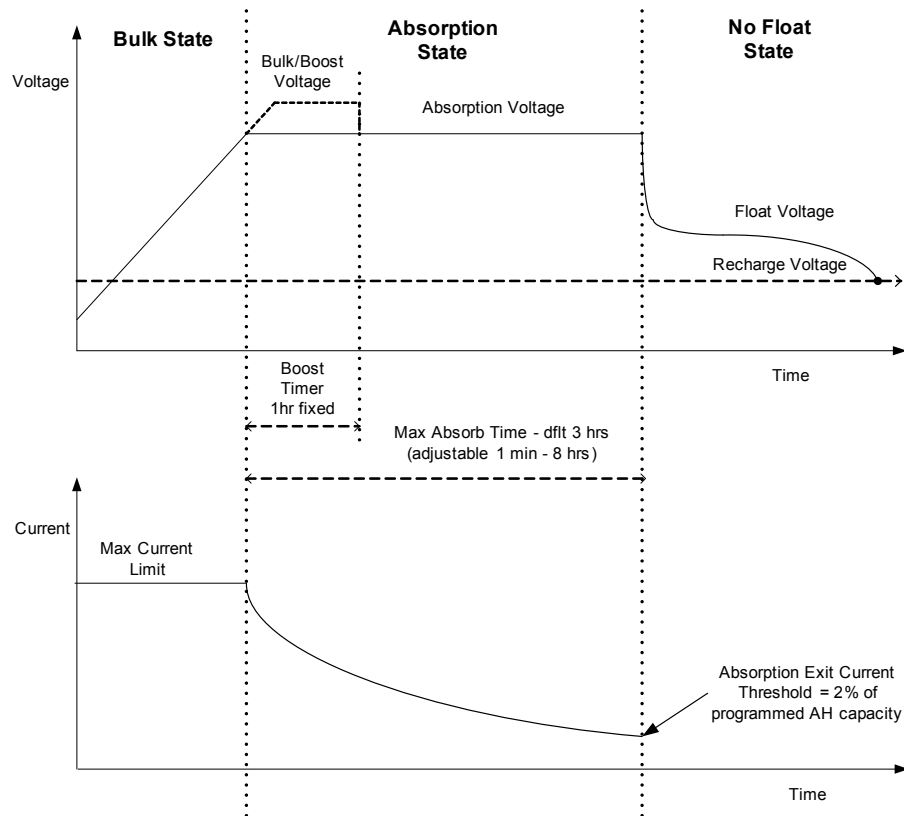 Bulk State
Absorption
State
No Float
State
Voltage
Bulk/Boost
Voltage
Absorption Voltage
Float Voltage
Recharge Voltage
Time
Boost
Timer
1hr fixed
Max Absorb Time - dflt 3 hrs
(adjustable 1 min - 8 hrs)
Current
Max Current
Limit
Absorption Exit Current
Threshold = 2% of
programmed AH capacity
Time